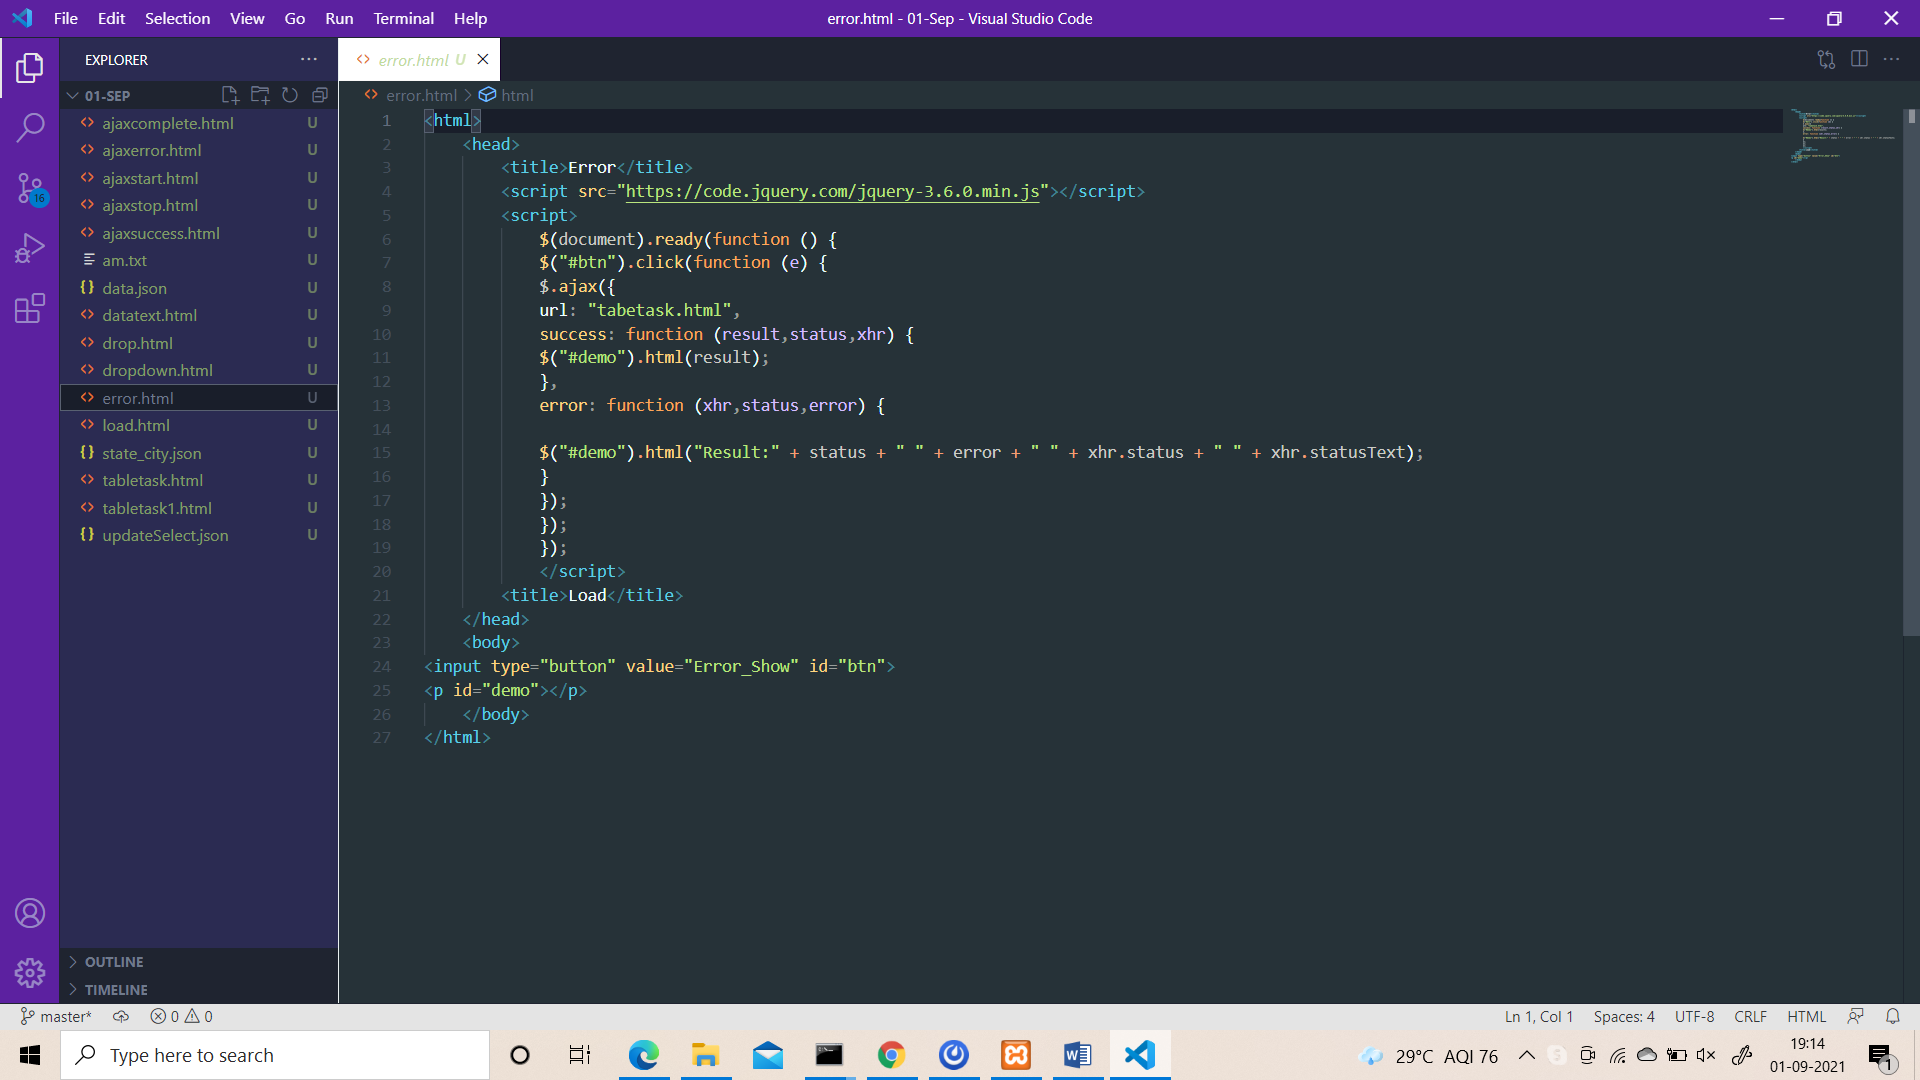 File Edit Selection View Go Run Terminal Help
error.html - 01-Sep - Visual Studio Code
EXPLORER
error.html U
01-SEP
ajaxcomplete.html U
ajaxerror.html U
ajaxstart.html U
ajaxstop.html U
ajaxsuccess.html U
am.txt U
data.json U
datatext.html U
drop.html U
dropdown.html U
error.html U
load.html U
state_city.json U
tabletask.html U
tabletask1.html U
updateSelect.json U
16
OUTLINE
TIMELINE
error.html > html
1 <html>
2 <head>
3 <title>Error</title>
4 <script src="https://code.jquery.com/jquery-3.6.0.min.js"></script>
5 <script>
6 $(document).ready(function () {
7 $("#btn").click(function (e) {
8 $.ajax({
9 url: "tabetask.html",
10 success: function (result,status,xhr) {
11 $("#demo").html(result);
12 },
13 error: function (xhr,status,error) {
14
15 $("#demo").html("Result:" + status + " " + error + " " + xhr.status + " " + xhr.statusText);
16 }
17 });
18 });
19 });
20 </script>
21 <title>Load</title>
22 </head>
23 <body>
24 <input type="button" value="Error_Show" id="btn">
25 <p id="demo"></p>
26 </body>
27 </html>
master* 0 0
Ln 1, Col 1 Spaces: 4 UTF-8 CRLF HTML
Type here to search
29°C AQI 76
19:14
01-09-2021
1